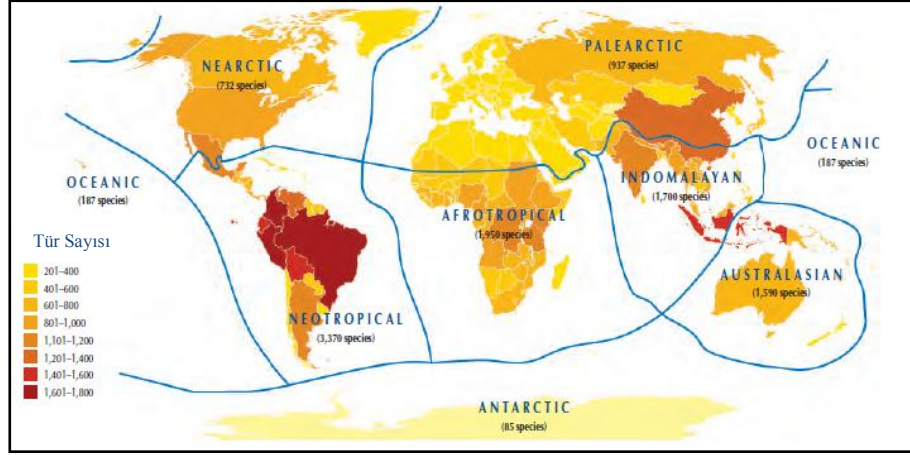 PALEARCTIC
(937 species)
NEARCTIC
(732 species)
OCEANIC
(187 species)
OCEANIC
(187 species)
INDOMALAYAN
(1,700 species)
AFROTROPICAL
(1,950 species)
AUSTRALASIAN
(1,590 species)
NEOTROPICAL
(3,370 species)
ANTARCTIC
(85 species)
Tür Sayısı
201–400
401–600
601–800
801–1,000
1,101–1,200
1,201–1,400
1,401–1,600
1,601–1,800